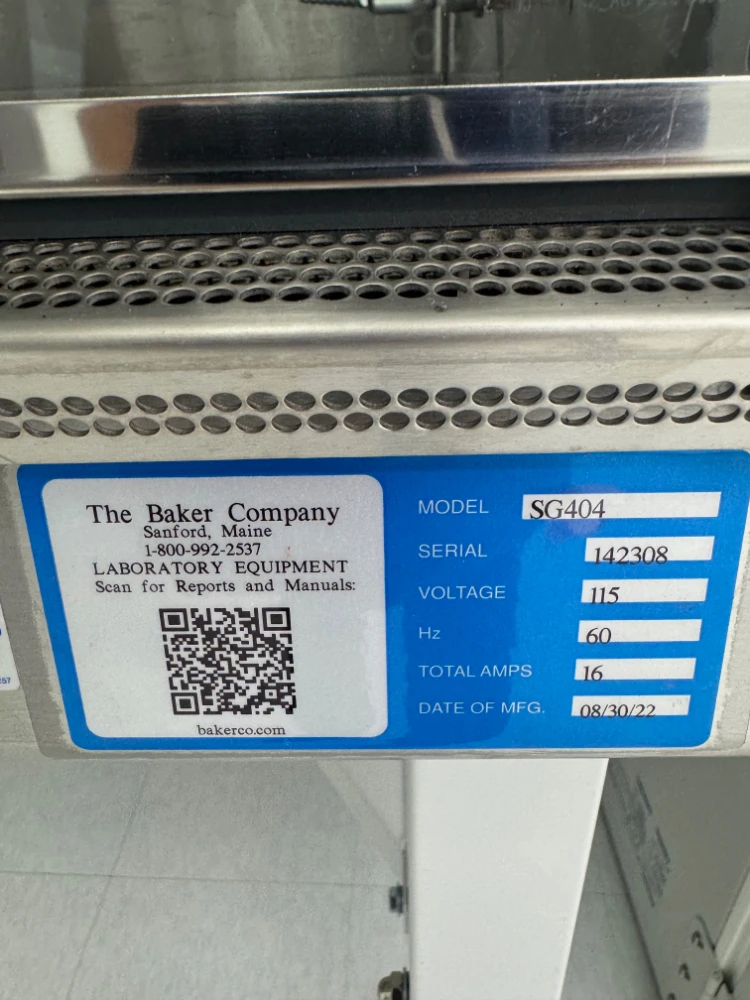 The Baker Company
Sanford, Maine
1-800-992-2537
LABORATORY EQUIPMENT
Scan for Reports and Manuals:
bakerco.com
MODEL SG404
SERIAL 142308
VOLTAGE 115
Hz 60
TOTAL AMPS 16
DATE OF MFG. 08/30/22